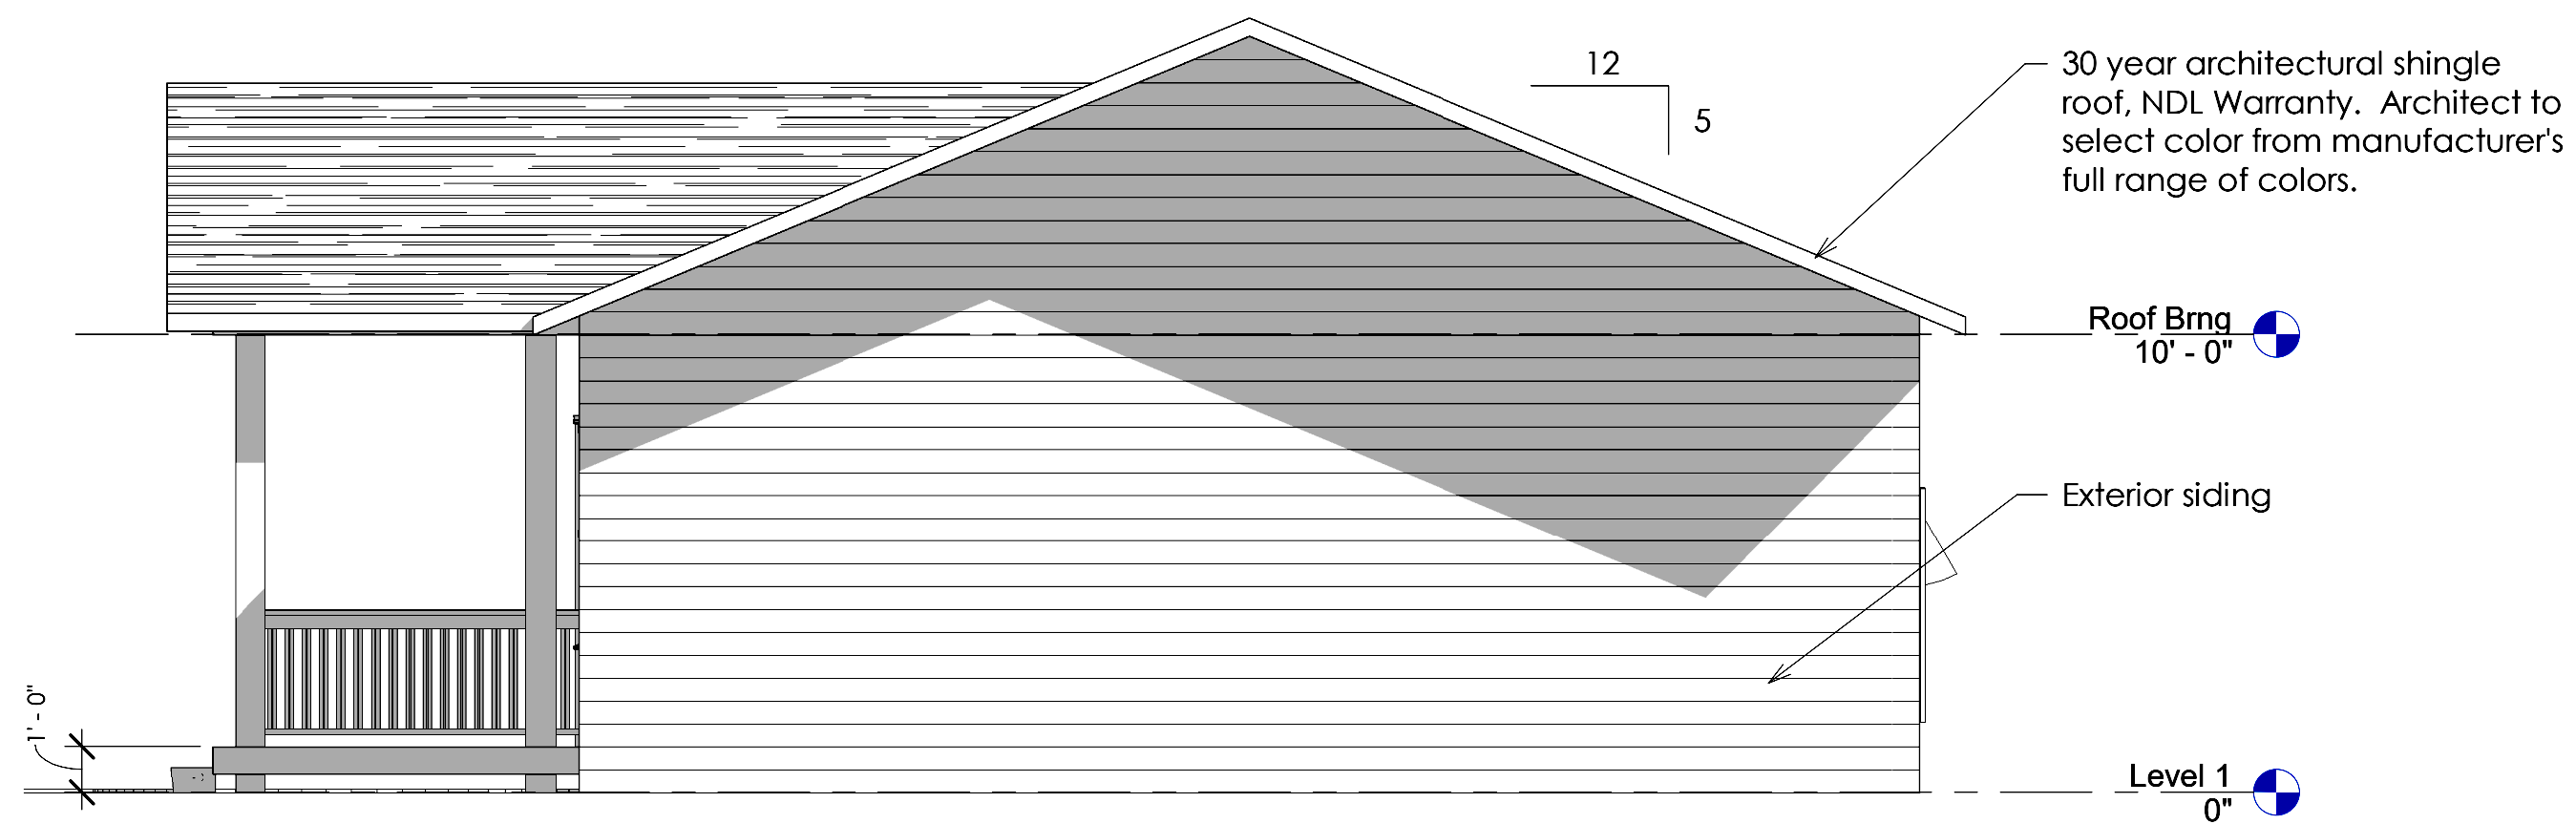 12
5
30 year architectural shingle
roof, NDL Warranty. Architect to
select color from manufacturer's
full range of colors.
Roof Brng
10' - 0"
Exterior siding
1' - 0"
Level 1
0"